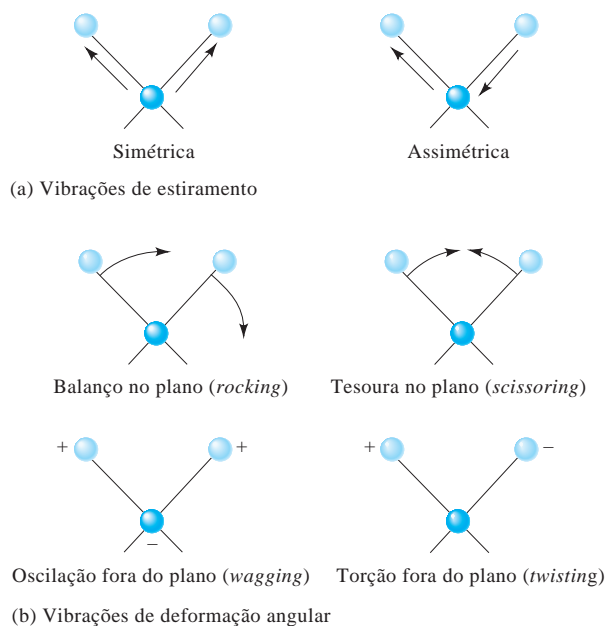 Simétrica Assimétrica
(a) Vibrações de estiramento
Balanço no plano (rocking) Tesoura no plano (scissoring)
+ + + –
–
Oscilação fora do plano (wagging) Torção fora do plano (twisting)
(b) Vibrações de deformação angular